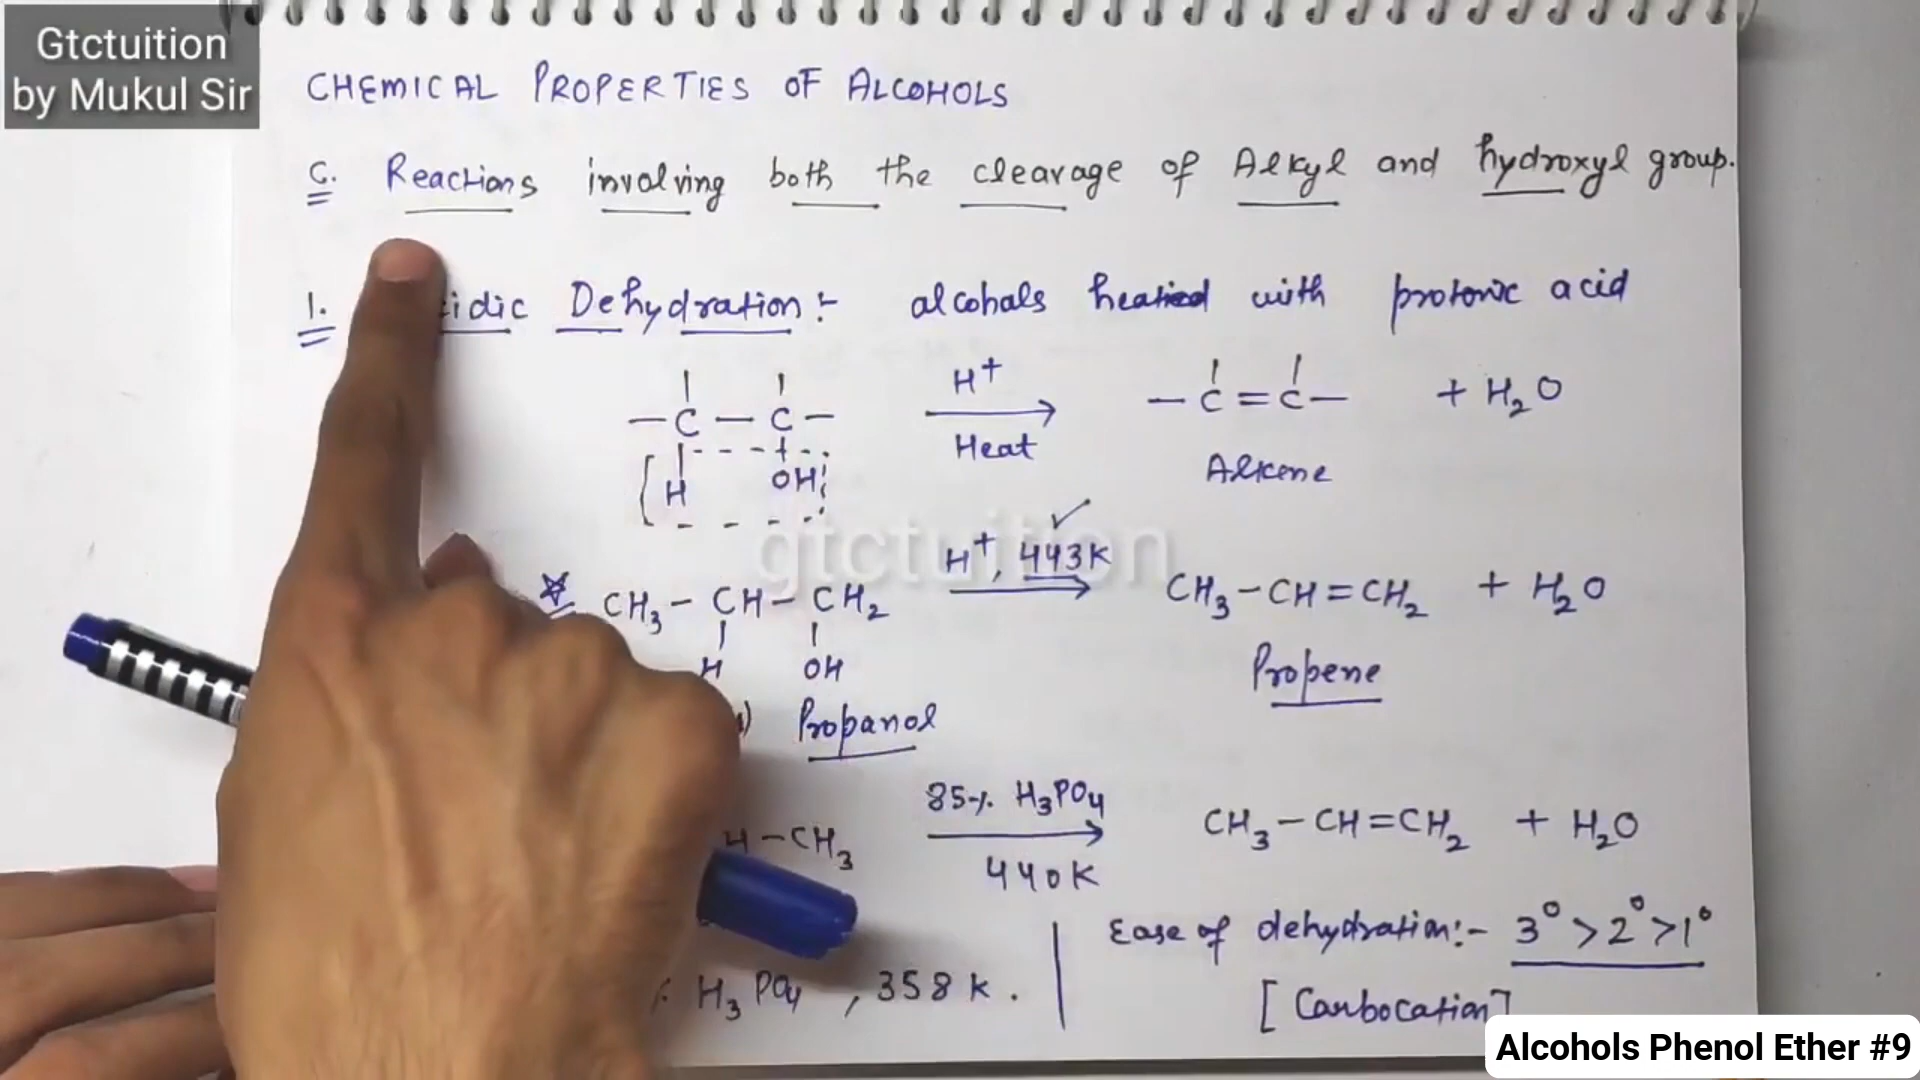 Gtctuition
by Mukul Sir
CHEMICAL PROPERTIES OF ALCOHOLS
C. Reactions involving both the cleavage of Alkyl and hydroxyl group.
1. idic Dehydration:- alcohals heated with protonic acid
H⁺
— C — C — → — C = C — + H₂O
Heat
H OH Alkene
gtctuition
H⁺, 443K ✓
☆ CH₃ — CH — CH₂ → CH₃ — CH = CH₂ + H₂O
H OH
Propanol Propene
85% H₃PO₄
H — CH₃ → CH₃ — CH = CH₂ + H₂O
440K
Ease of dehydration:- 3° > 2° > 1°
H₃PO₄, 358 K.
[Carbocation]
Alcohols Phenol Ether #9